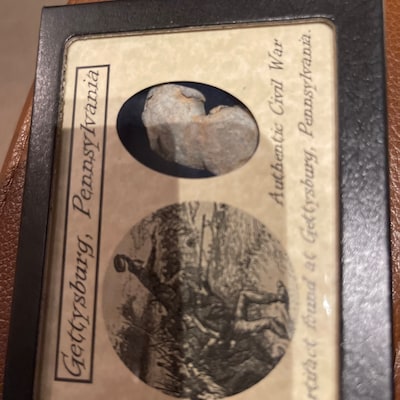 Gettysburg, Pennsylvania
Authentic Civil War
Artifact found at Gettysburg, Pennsylvania.